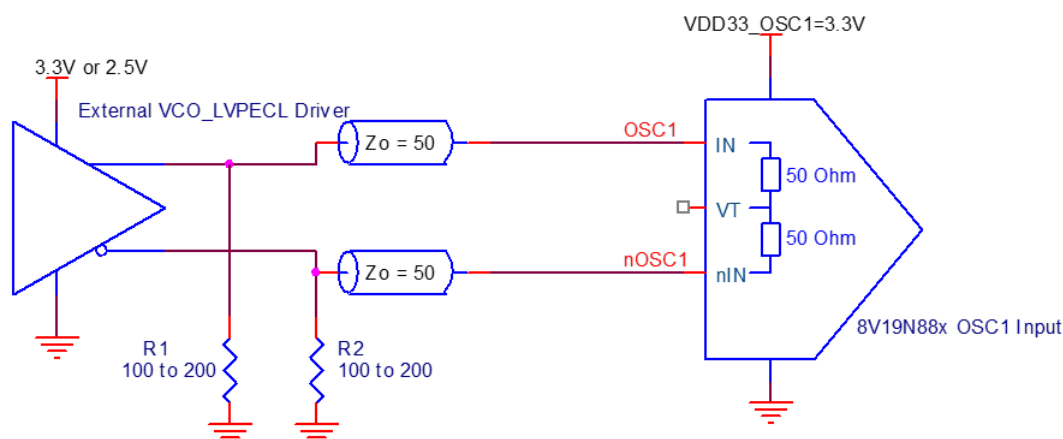 VDD33_OSC1=3.3V
3.3V or 2.5V
External VCO_LVPECL Driver
Zo = 50
OSC1
IN
50 Ohm
VT
50 Ohm
Zo = 50
nOSC1
nIN
8V19N88x OSC1 Input
R1
100 to 200
R2
100 to 200